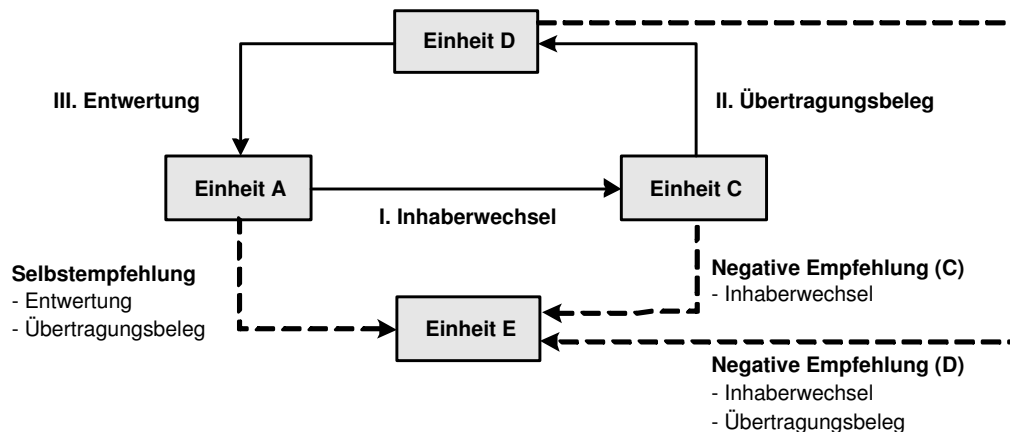 Einheit D
III. Entwertung
II. Übertragungsbeleg
Einheit A
Einheit C
I. Inhaberwechsel
Selbstempfehlung
- Entwertung
- Übertragungsbeleg
Negative Empfehlung (C)
- Inhaberwechsel
Einheit E
Negative Empfehlung (D)
- Inhaberwechsel
- Übertragungsbeleg